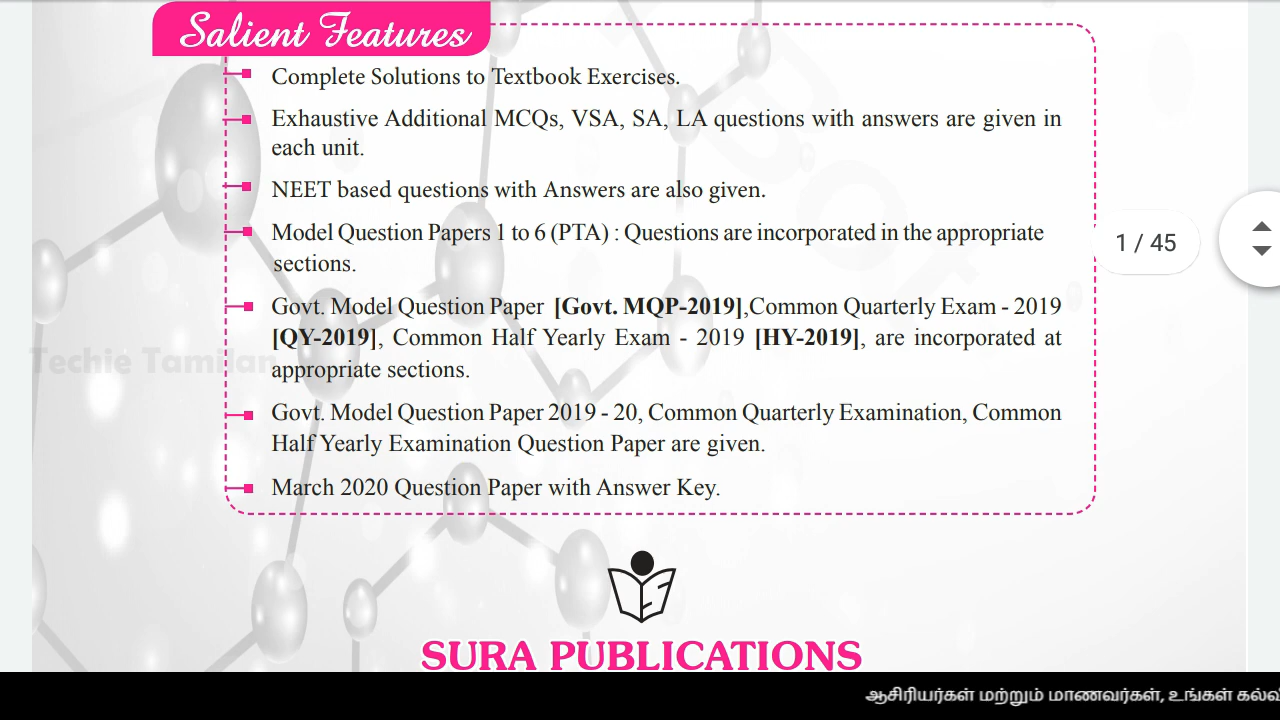 Salient Features
Complete Solutions to Textbook Exercises.
Exhaustive Additional MCQs, VSA, SA, LA questions with answers are given in
each unit.
NEET based questions with Answers are also given.
Model Question Papers 1 to 6 (PTA) : Questions are incorporated in the appropriate
sections.
1 / 45
Govt. Model Question Paper [Govt. MQP-2019],Common Quarterly Exam - 2019
[QY-2019], Common Half Yearly Exam - 2019 [HY-2019], are incorporated at
appropriate sections.
Techie Tamilan
Govt. Model Question Paper 2019 - 20, Common Quarterly Examination, Common
Half Yearly Examination Question Paper are given.
March 2020 Question Paper with Answer Key.
SURA PUBLICATIONS
ஆசிரியர்கள் மற்றும் மாணவர்கள், உங்கள் கல்வி